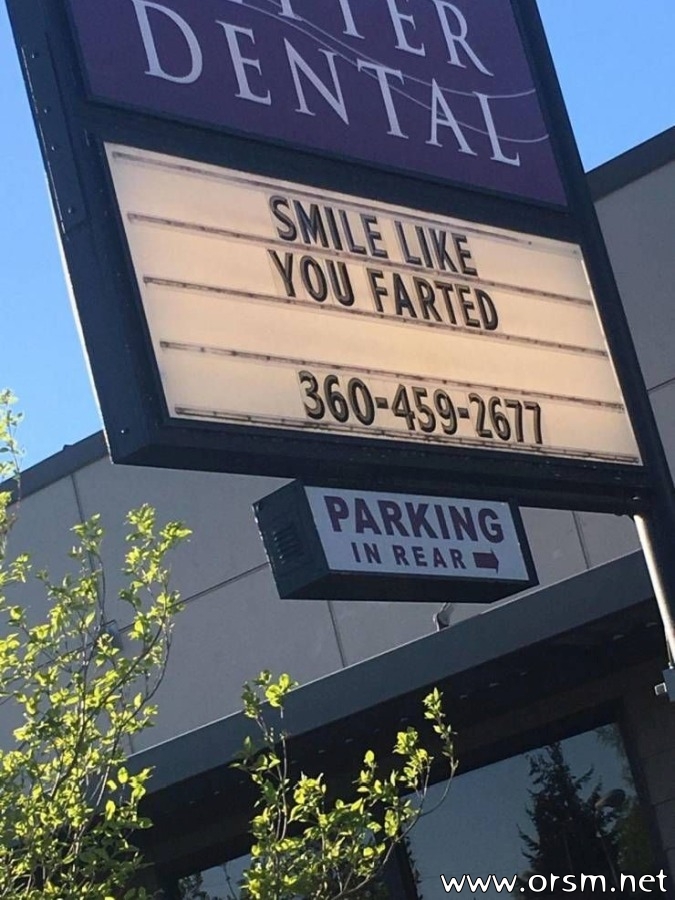 DENTAL
SMILE LIKE
YOU FARTED
360-459-2677
PARKING
IN REAR
www.orsm.net